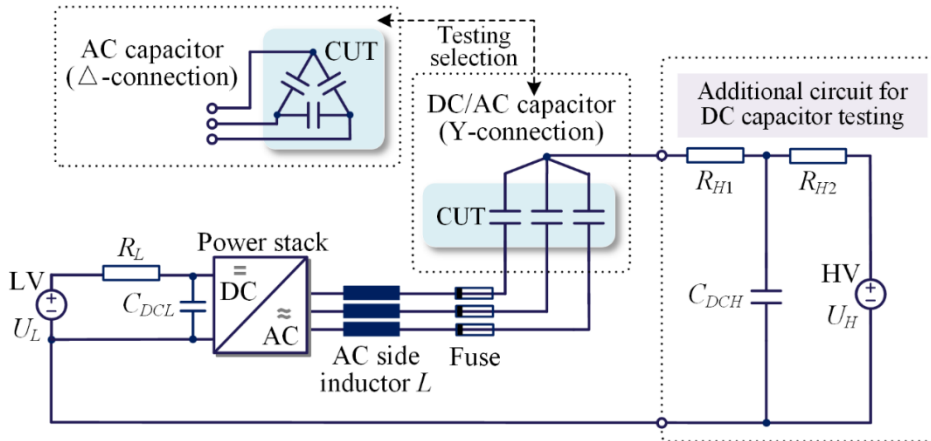 AC capacitor
(△-connection)
CUT
Testing
selection
DC/AC capacitor
(Y-connection)
CUT
Additional circuit for
DC capacitor testing
R_H1
R_H2
C_DCH
HV
U_H
Power stack
R_L
LV
U_L
C_DCL
=
DC
≈
AC
AC side
inductor L
Fuse